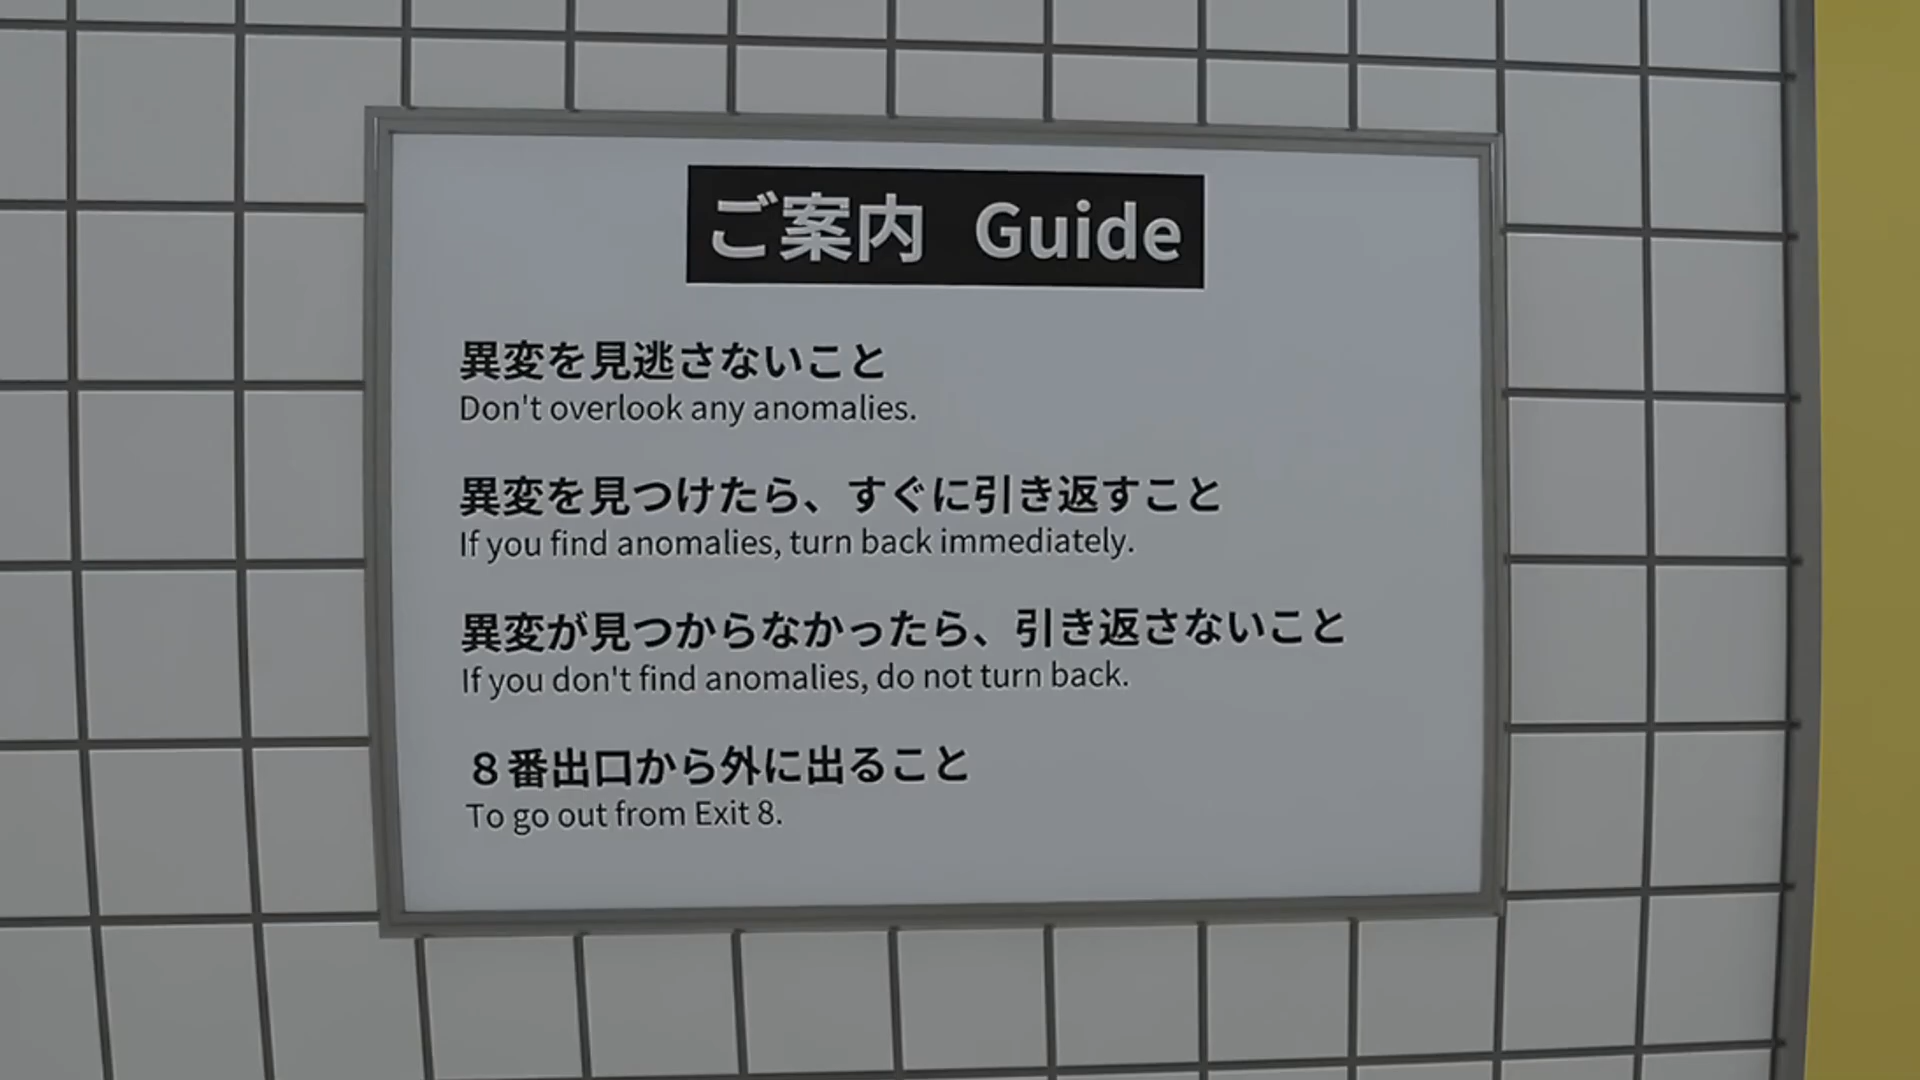 ご案内 Guide
異変を見逃さないこと
Don't overlook any anomalies.
異変を見つけたら、すぐに引き返すこと
If you find anomalies, turn back immediately.
異変が見つからなかったら、引き返さないこと
If you don't find anomalies, do not turn back.
８番出口から外に出ること
To go out from Exit 8.